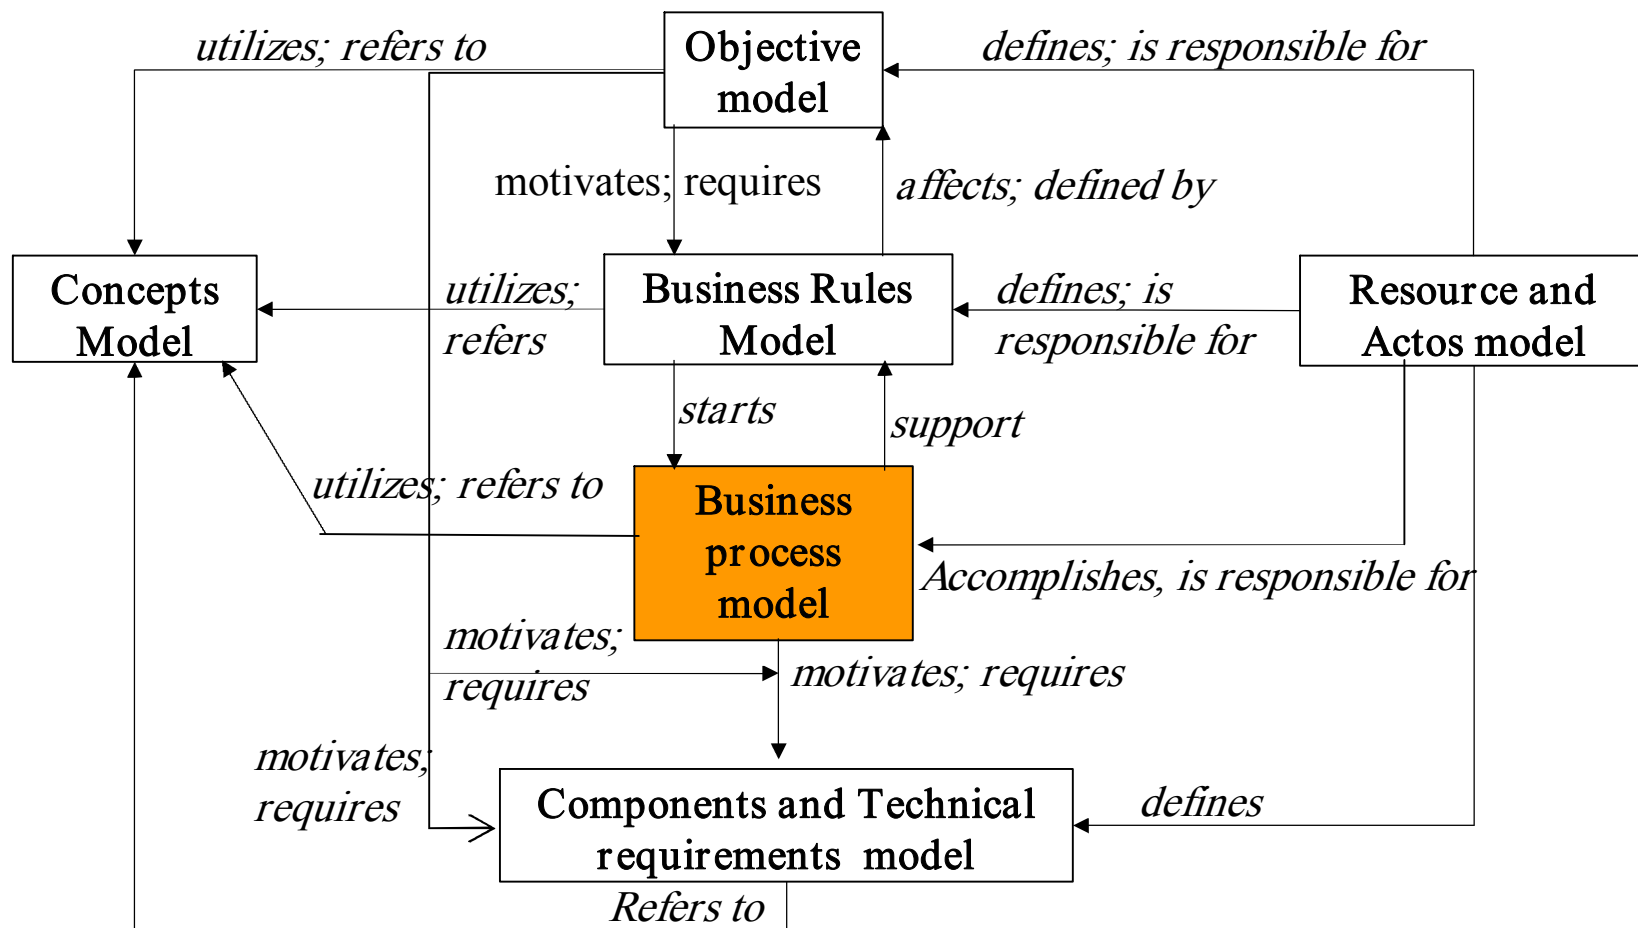 utilizes; refers to
Objective
model
defines; is responsible for
motivates; requires
affects; defined by
Concepts
Model
utilizes;
refers
Business Rules
Model
defines; is
responsible for
Resource and
Actos model
starts
support
utilizes; refers to
Business
process
model
Accomplishes, is responsible for
motivates;
requires
motivates; requires
motivates;
requires
Components and Technical
requirements model
defines
Refers to